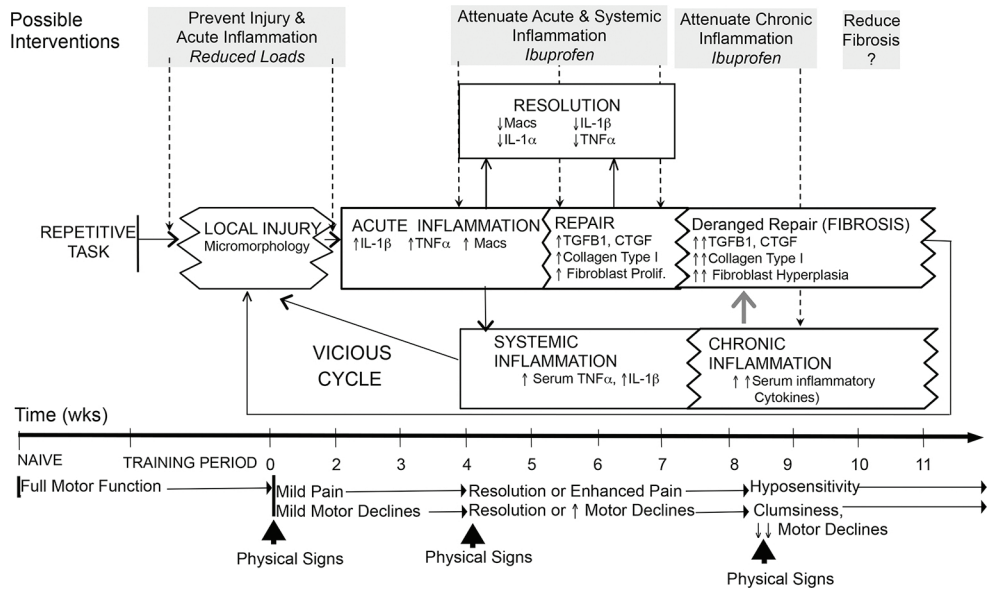 Possible
Interventions
Prevent Injury &
Acute Inflammation
Reduced Loads
Attenuate Acute & Systemic
Inflammation
Ibuprofen
Attenuate Chronic
Inflammation
Ibuprofen
Reduce
Fibrosis
?
RESOLUTION
↓Macs ↓IL-1β
↓IL-1α ↓TNFα
REPETITIVE
TASK
LOCAL INJURY
Micromorphology
ACUTE INFLAMMATION
↑IL-1β ↑TNFα ↑ Macs
REPAIR
↑TGFB1, CTGF
↑Collagen Type I
↑ Fibroblast Prolif.
Deranged Repair (FIBROSIS)
↑↑TGFB1, CTGF
↑↑Collagen Type I
↑↑ Fibroblast Hyperplasia
VICIOUS
CYCLE
SYSTEMIC
INFLAMMATION
↑ Serum TNFα, ↑IL-1β
CHRONIC
INFLAMMATION
↑ ↑Serum inflammatory
Cytokines)
Time (wks)
NAIVE TRAINING PERIOD 0 2 3 4 5 6 7 8 9 10 11
Full Motor Function
Mild Pain
Mild Motor Declines
Resolution or Enhanced Pain
Resolution or ↑ Motor Declines
Hyposensitivity
Clumsiness,
↓↓ Motor Declines
Physical Signs
Physical Signs
Physical Signs